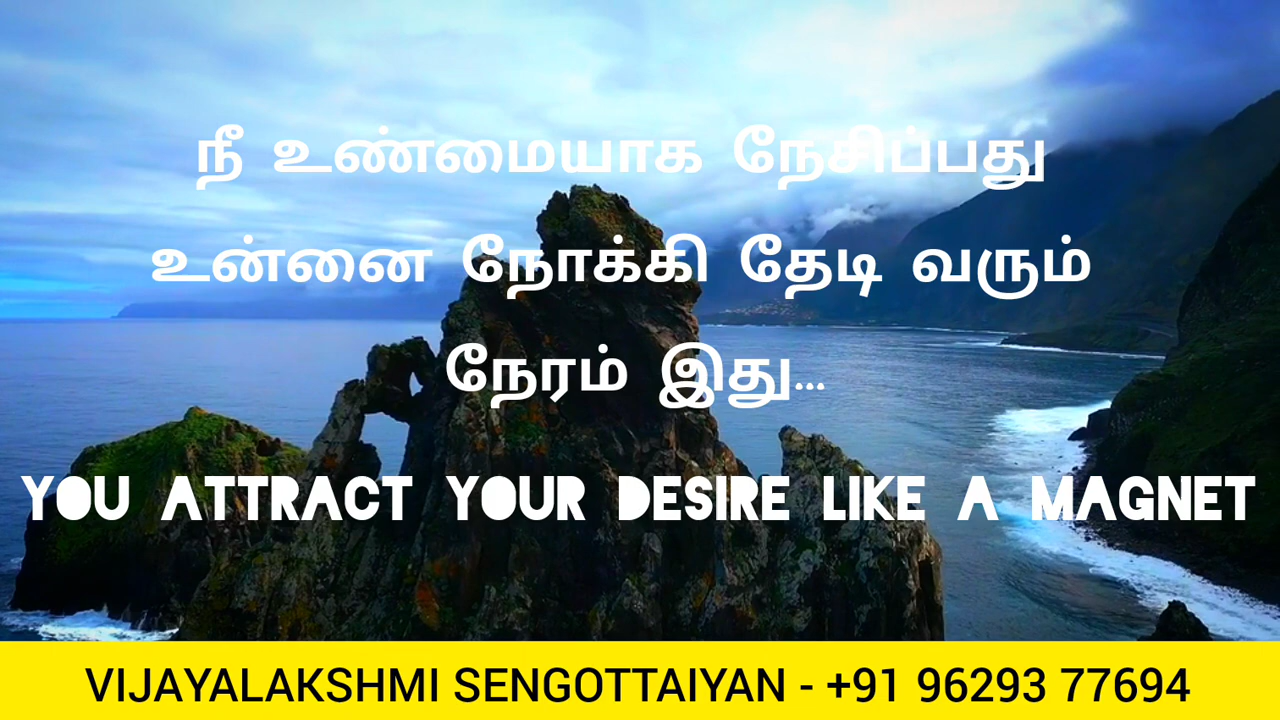 நீ உண்மையாக நேசிப்பது
உன்னை நோக்கி தேடி வரும்
நேரம் இது...
YOU ATTRACT YOUR DESIRE LIKE A MAGNET
VIJAYALAKSHMI SENGOTTAIYAN - +91 96293 77694